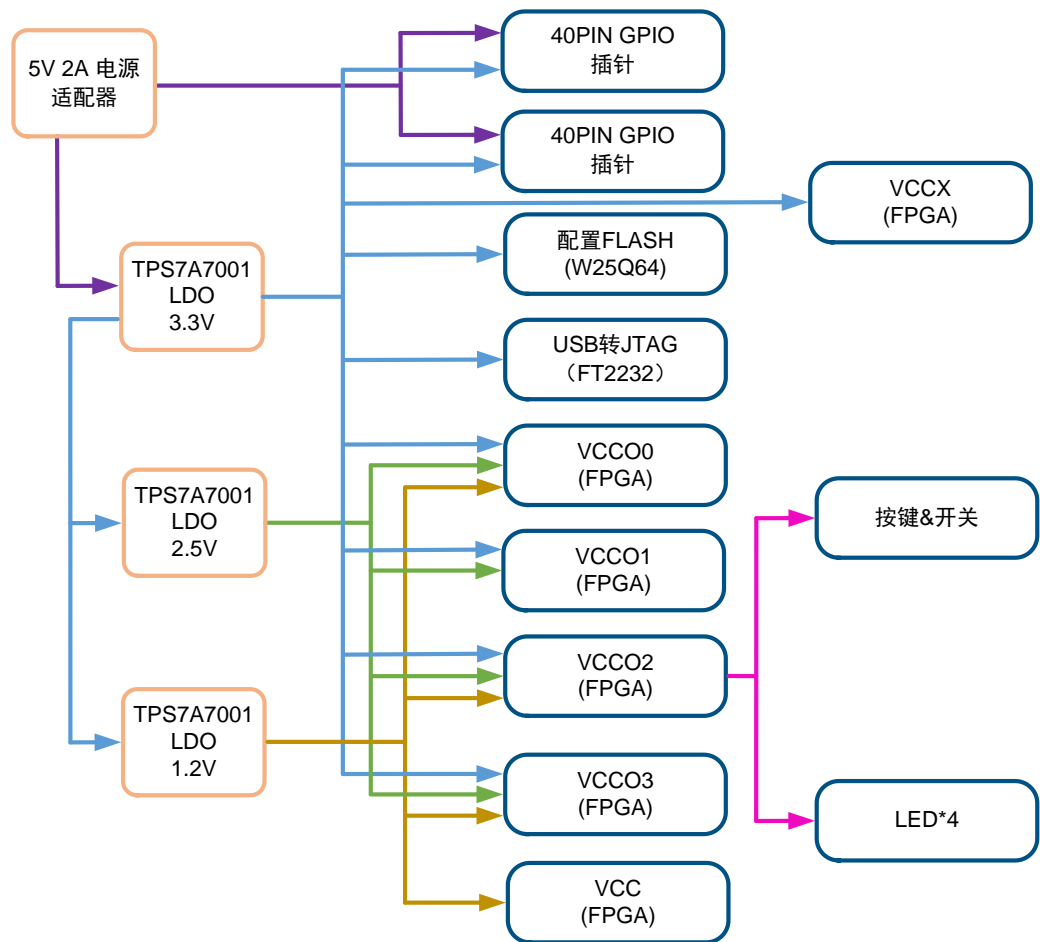 5V 2A 电源
适配器
40PIN GPIO
插针
40PIN GPIO
插针
VCCX
(FPGA)
配置FLASH
(W25Q64)
TPS7A7001
LDO
3.3V
USB转JTAG
（FT2232）
VCCO0
(FPGA)
TPS7A7001
LDO
2.5V
按键&开关
VCCO1
(FPGA)
VCCO2
(FPGA)
TPS7A7001
LDO
1.2V
VCCO3
(FPGA)
LED*4
VCC
(FPGA)